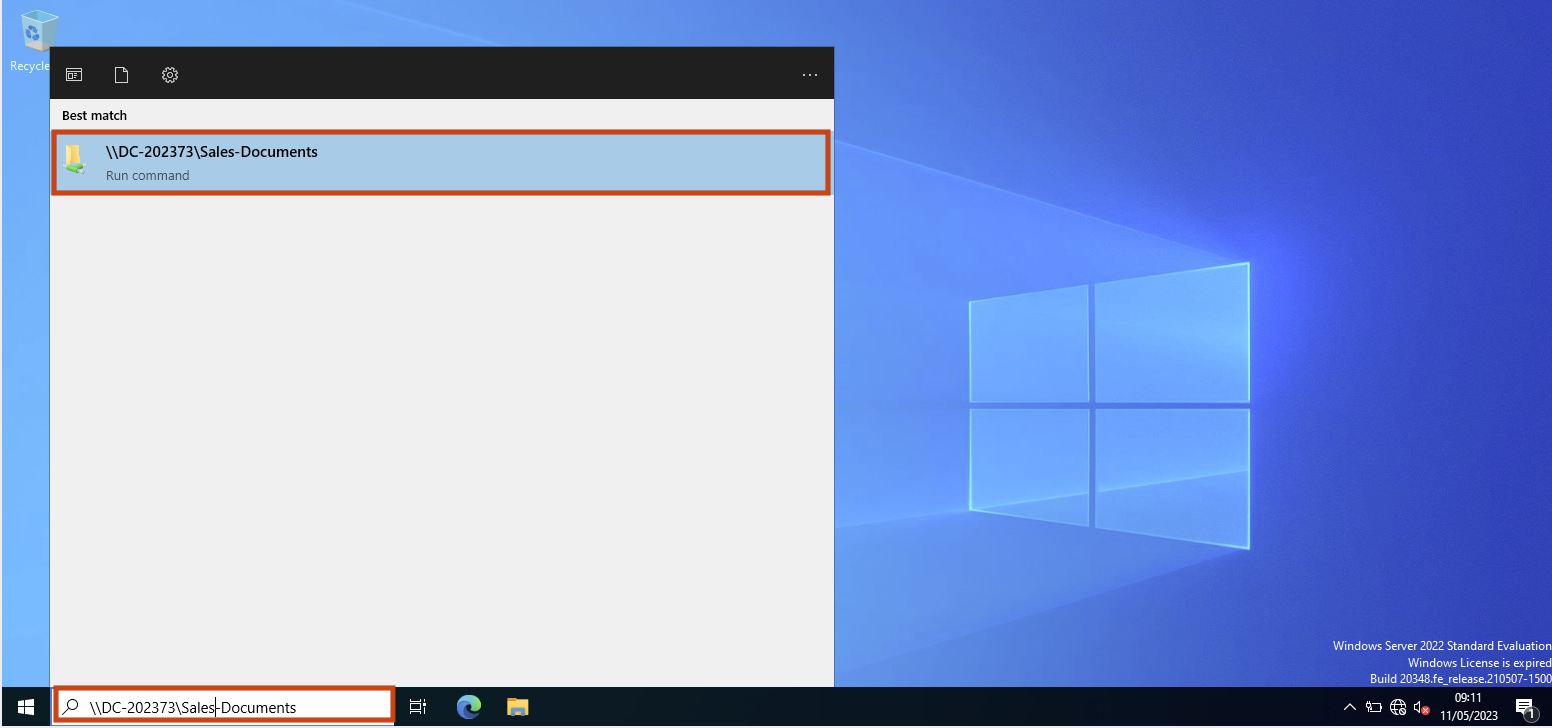 Recycle
...
Best match
\\DC-202373\Sales-Documents
Run command
Windows Server 2022 Standard Evaluation
Windows License is expired
Build 20348.fe_release.210507-1500
\\DC-202373\Sales-Documents
09:11
11/05/2023
1